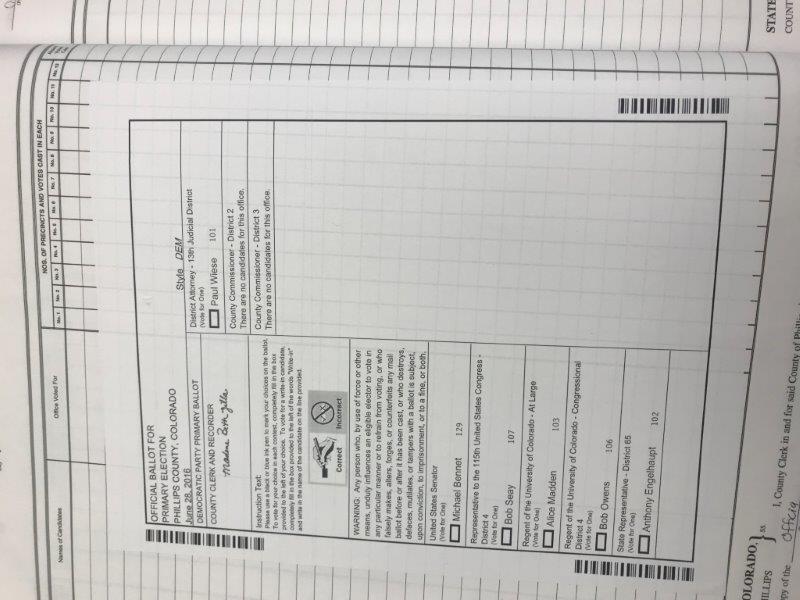 NOS. OF PRECINCTS AND VOTES CAST IN EACH
Names of Candidates
Office Voted For
No. 1 No. 2 No. 3 No. 4 No. 5 No. 6 No. 7 No. 8 No. 9 No. 10 No. 11 No. 12
OFFICIAL BALLOT FOR
PRIMARY ELECTION
PHILLIPS COUNTY, COLORADO
June 28, 2016
Style DEM
DEMOCRATIC PARTY PRIMARY BALLOT
COUNTY CLERK AND RECORDER
Instruction Text:
Please use a black or blue ink pen to mark your choices on the ballot.
To vote for your choice in each contest, completely fill in the box
provided to the left of your choice. To vote for a write-in candidate,
completely fill in the box provided to the left of the words "Write-in"
and write in the name of the candidate on the line provided.
Correct
Incorrect
WARNING: Any person who, by use of force or other
means, unduly influences an eligible elector to vote in
any particular manner or to refrain from voting, or who
falsely makes, alters, forges, or counterfeits any mail
ballot before or after it has been cast, or who destroys,
defaces, mutilates, or tampers with a ballot is subject,
upon conviction, to imprisonment, or to a fine, or both.
United States Senator
(Vote for One)
Michael Bennet 129
Representative to the 115th United States Congress -
District 4
(Vote for One)
Bob Seay 107
Regent of the University of Colorado - At Large
(Vote for One)
Alice Madden 103
Regent of the University of Colorado - Congressional
District 4
(Vote for One)
Bob Owens 106
State Representative - District 65
(Vote for One)
Anthony Engelhaupt 102
District Attorney - 13th Judicial District
(Vote for One)
Paul Wiese 101
County Commissioner - District 2
There are no candidates for this office.
County Commissioner - District 3
There are no candidates for this office.
OLORADO,
ILLIPS
ss.
I, County Clerk in and for said County of Phillip
py of the Officia
STATE
COUNT